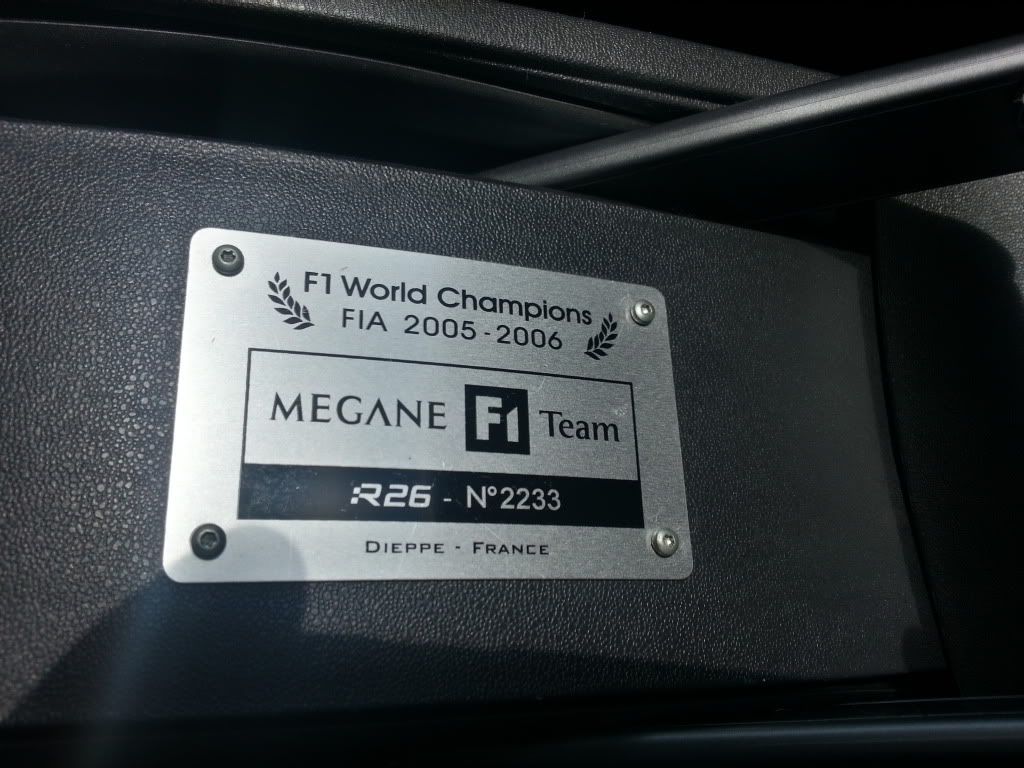 F1 World Champions
FIA 2005-2006
MEGANE F1 Team
R26 - N°2233
DIEPPE - FRANCE